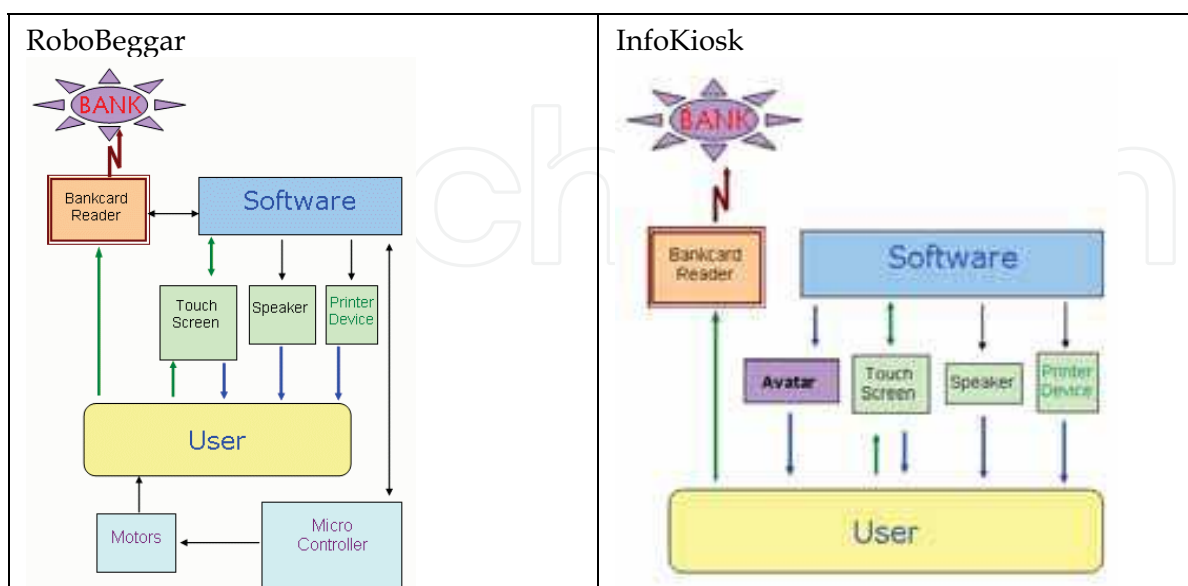 RoboBeggar
BANK
Bankcard
Reader
Software
Touch
Screen
Speaker
Printer
Device
User
Motors
Micro
Controller
InfoKiosk
BANK
Bankcard
Reader
Software
Avatar
Touch
Screen
Speaker
Printer
Device
User